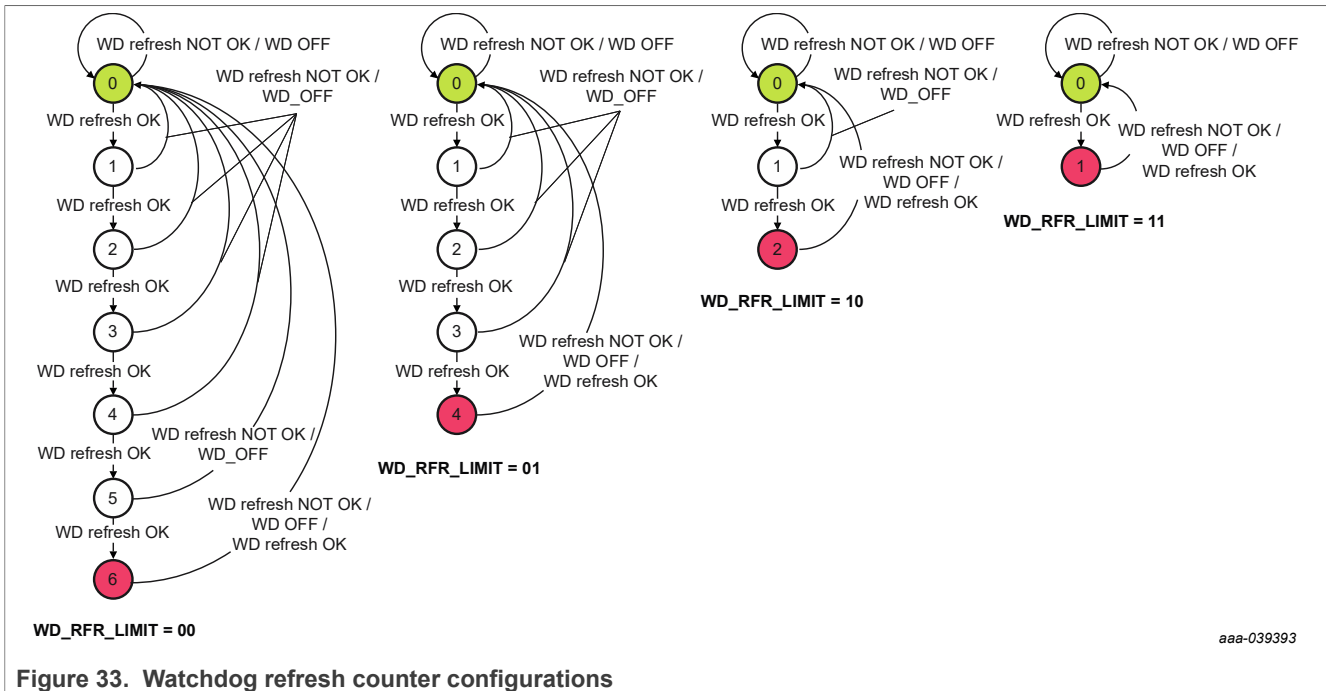 WD refresh NOT OK / WD OFF
0
WD refresh NOT OK /
WD_OFF
WD refresh OK
1
WD refresh OK
2
WD refresh OK
3
WD refresh OK
4
WD refresh OK
WD refresh NOT OK /
WD_OFF
5
WD refresh OK
WD refresh NOT OK /
WD OFF /
WD refresh OK
6
WD_RFR_LIMIT = 00
WD refresh NOT OK / WD OFF
0
WD refresh NOT OK /
WD_OFF
WD refresh OK
1
WD refresh OK
2
WD refresh OK
3
WD refresh OK
WD refresh NOT OK /
WD OFF /
WD refresh OK
4
WD_RFR_LIMIT = 01
WD refresh NOT OK / WD OFF
0
WD refresh NOT OK /
WD_OFF
WD refresh OK
1
WD refresh OK
WD refresh NOT OK /
WD OFF /
WD refresh OK
2
WD_RFR_LIMIT = 10
WD refresh NOT OK / WD OFF
0
WD refresh OK
WD refresh NOT OK /
WD OFF /
WD refresh OK
1
WD_RFR_LIMIT = 11
aaa-039393
Figure 33. Watchdog refresh counter configurations